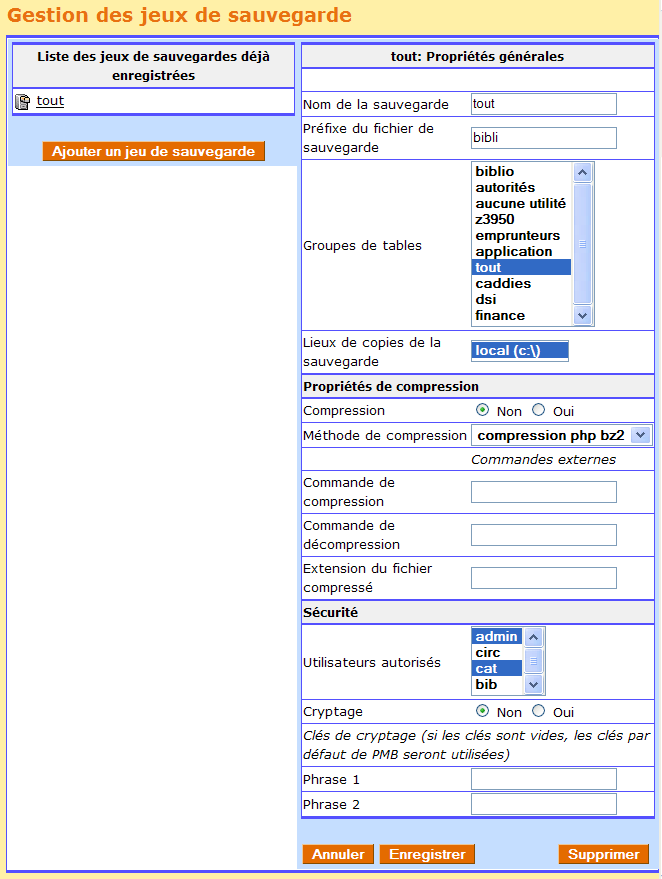 Gestion des jeux de sauvegarde
Liste des jeux de sauvegardes déjà
enregistrées
tout
Ajouter un jeu de sauvegarde
tout: Propriétés générales
Nom de la sauvegarde tout
Préfixe du fichier de
sauvegarde
bibli
Groupes de tables
biblio
autorités
aucune utilité
z3950
emprunteurs
application
tout
caddies
dsi
finance
Lieux de copies de la
sauvegarde
local (c:\)
Propriétés de compression
Compression Non Oui
Méthode de compression compression php bz2
Commandes externes
Commande de
compression
Commande de
décompression
Extension du fichier
compressé
Sécurité
Utilisateurs autorisés
admin
circ
cat
bib
Cryptage Non Oui
Clés de cryptage (si les clés sont vides, les clés par
défaut de PMB seront utilisées)
Phrase 1
Phrase 2
Annuler Enregistrer Supprimer